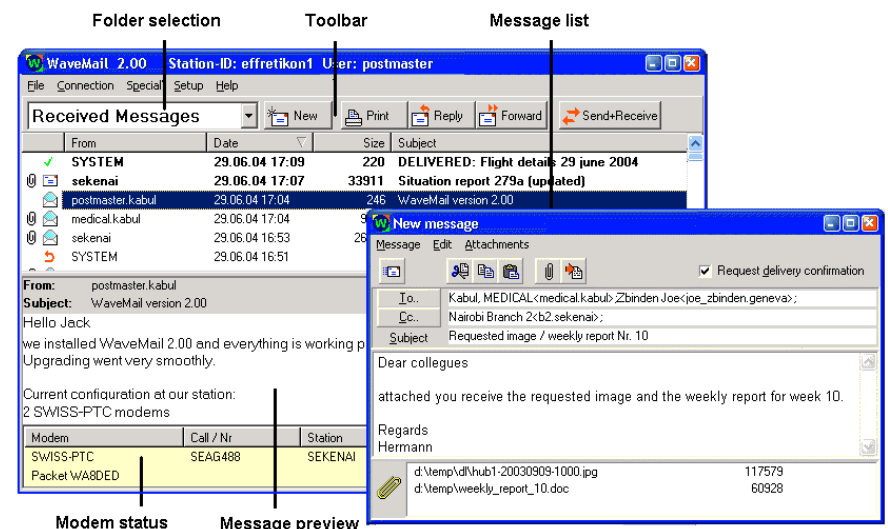 Folder selection Toolbar Message list
WaveMail 2.00 Station-ID: effretikon1 User: postmaster
File Connection Special Setup Help
Received Messages New Print Reply Forward Send+Receive
From Date Size Subject
SYSTEM 29.06.04 17:09 220 DELIVERED: Flight details 29 june 2004
sekenai 29.06.04 17:07 33911 Situation report 279a (updated)
postmaster.kabul 29.06.04 17:04 246 WaveMail version 2.00
medical.kabul 29.06.04 17:04 9
sekenai 29.06.04 16:53 26
SYSTEM 29.06.04 16:51
From: postmaster.kabul
Subject: WaveMail version 2.00
Hello Jack
we installed WaveMail 2.00 and everything is working p
Upgrading went very smoothly.
Current configuration at our station:
2 SWISS-PTC modems
Modem Call / Nr Station
SWISS-PTC SEAG488 SEKENAI
Packet WA8DED
New message
Message Edit Attachments
Request delivery confirmation
To.. Kabul, MEDICAL<medical.kabul>;Zbinden Joe<joe_zbinden.geneva>;
Cc.. Nairobi Branch 2<b2.sekenai>;
Subject Requested image / weekly report Nr. 10
Dear collegues
attached you receive the requested image and the weekly report for week 10.
Regards
Hermann
d:\temp\dl\hub1-20030909-1000.jpg 117579
d:\temp\weekly_report_10.doc 60928
Modem status Message preview